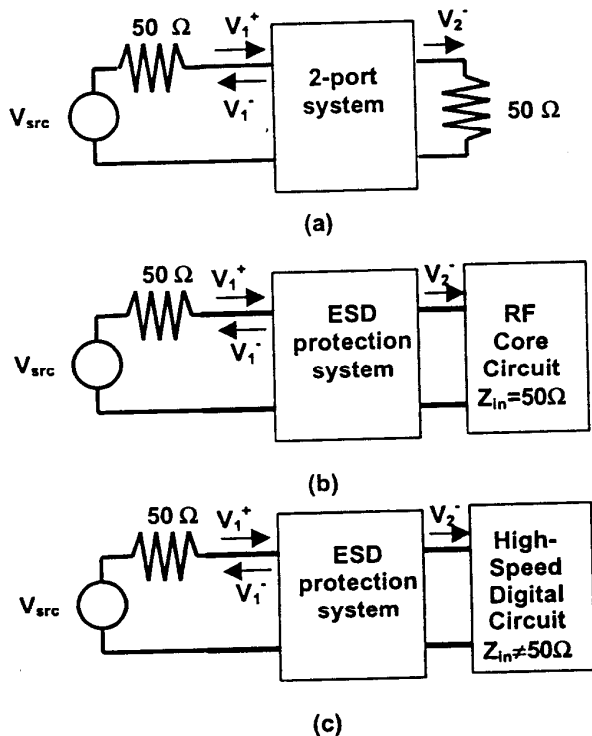 50 Ω V₁⁺ V₂⁻
V₁⁻
2-port
system
Vsrc
50 Ω
(a)
50 Ω V₁⁺ V₂⁻
V₁⁻
ESD
protection
system
RF
Core
Circuit
Zin=50Ω
Vsrc
(b)
50 Ω V₁⁺ V₂⁻
V₁⁻
ESD
protection
system
High-
Speed
Digital
Circuit
Zin≠50Ω
Vsrc
(c)